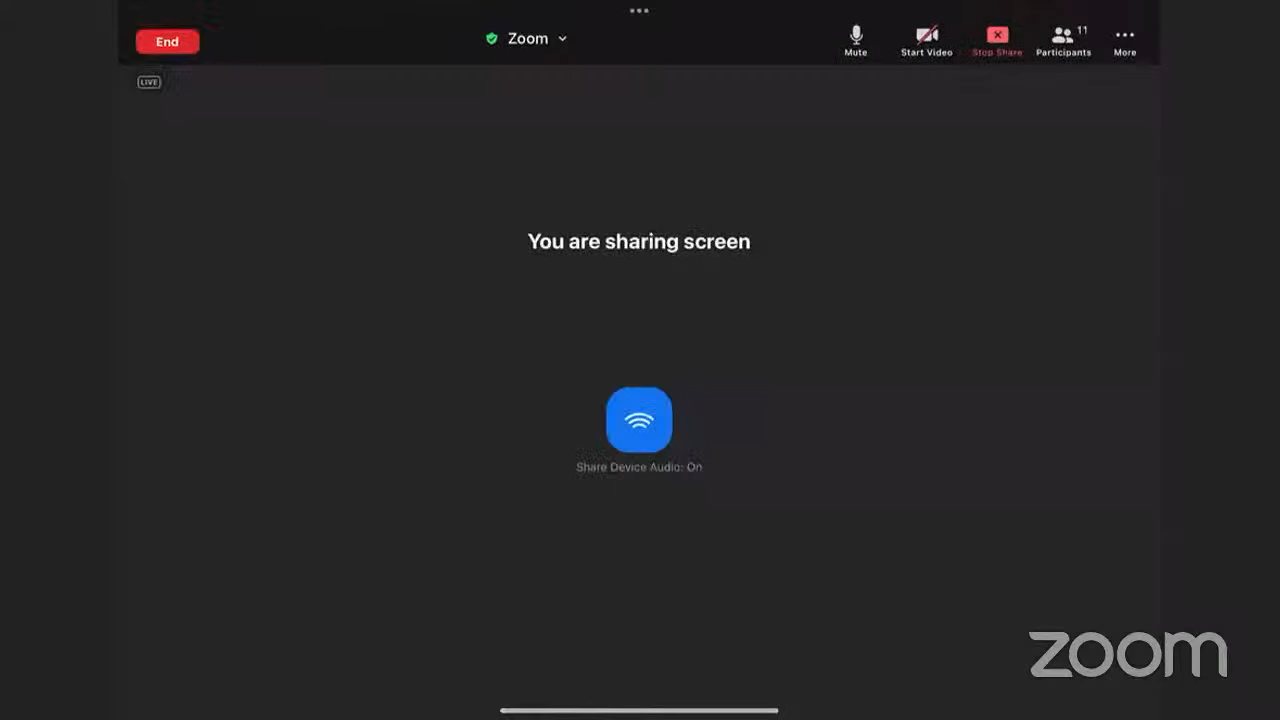 End
Zoom
Mute
Start Video
Stop Share
Participants
11
More
LIVE
You are sharing screen
Share Device Audio: On
zoom